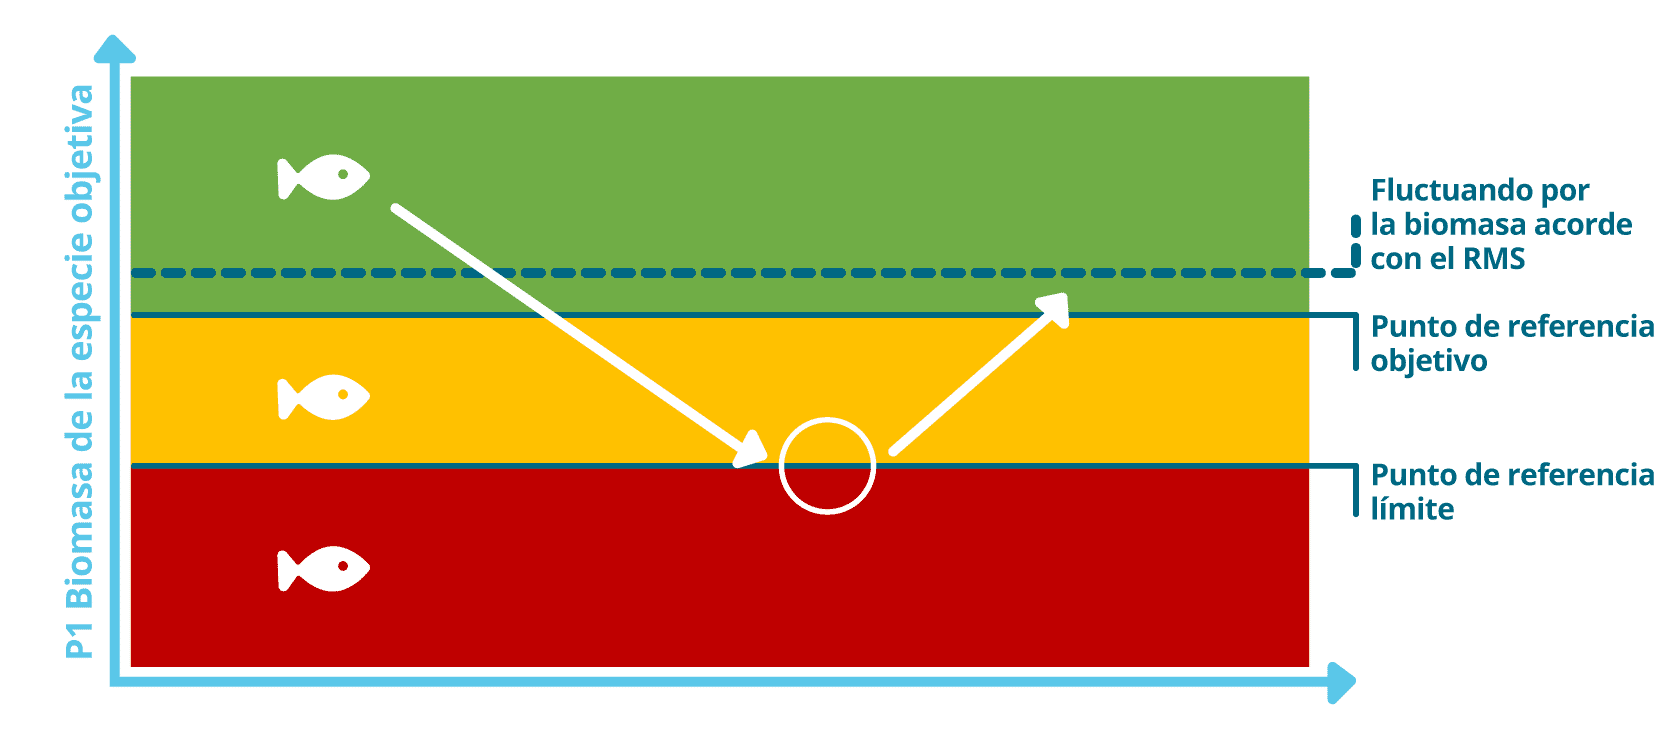 P1 Biomasa de la especie objetiva
Fluctuando por
la biomasa acorde
con el RMS
Punto de referencia
objetivo
Punto de referencia
límite